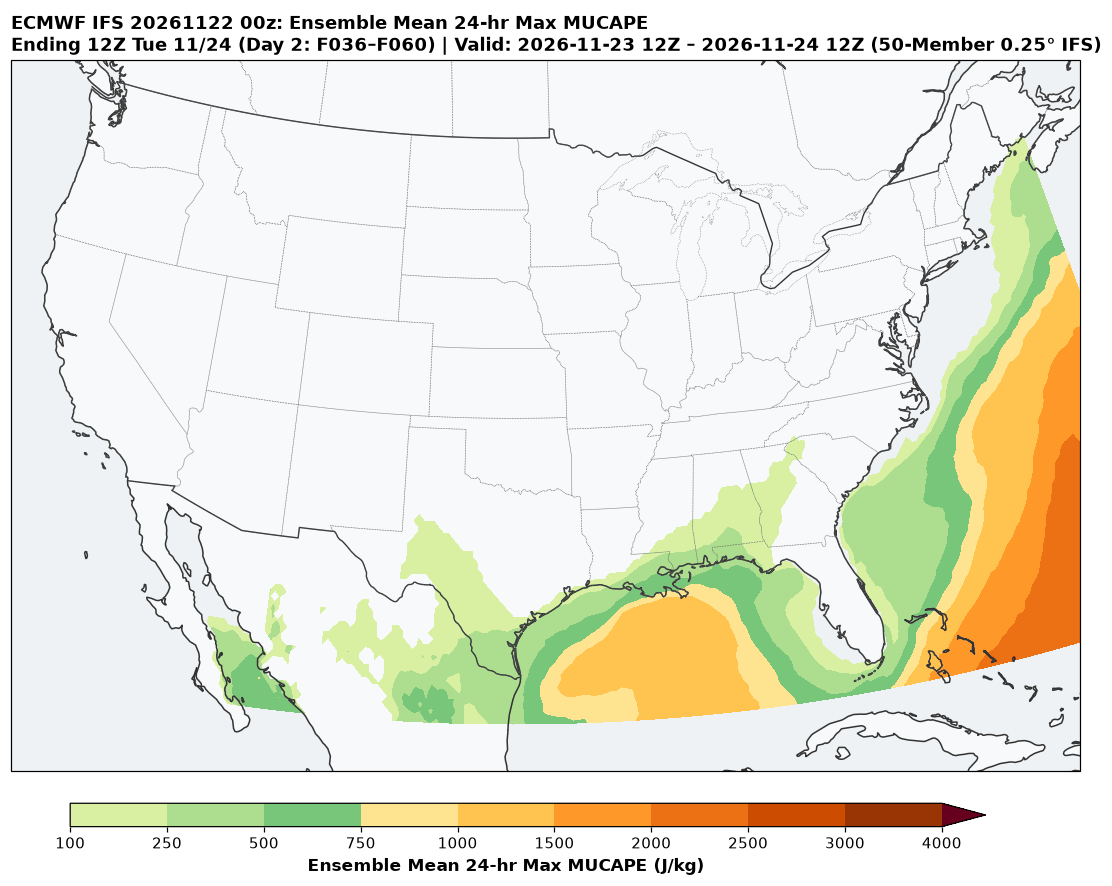 ECMWF IFS 20261122 00z: Ensemble Mean 24-hr Max MUCAPE
Ending 12Z Tue 11/24 (Day 2: F036–F060) | Valid: 2026-11-23 12Z – 2026-11-24 12Z (50-Member 0.25° IFS)
100 250 500 750 1000 1500 2000 2500 3000 4000
Ensemble Mean 24-hr Max MUCAPE (J/kg)